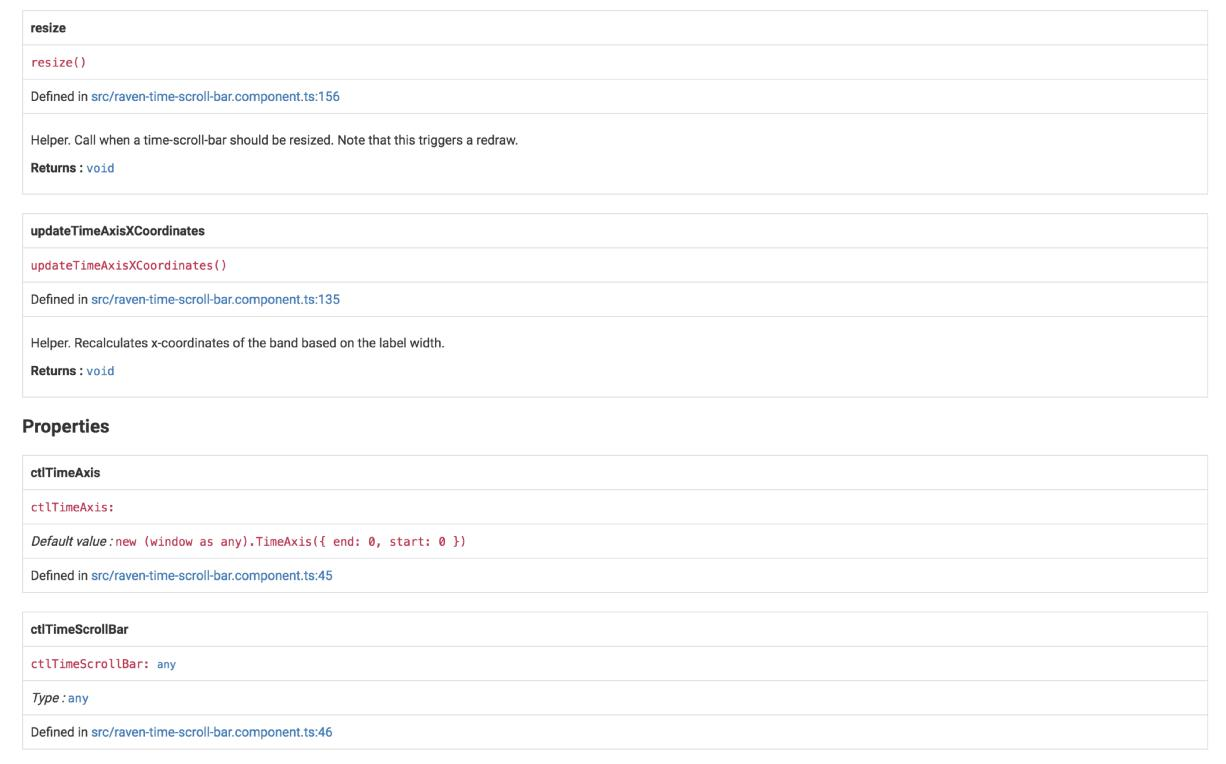 resize
resize()
Defined in src/raven-time-scroll-bar.component.ts:156
Helper. Call when a time-scroll-bar should be resized. Note that this triggers a redraw.
Returns : void
updateTimeAxisXCoordinates
updateTimeAxisXCoordinates()
Defined in src/raven-time-scroll-bar.component.ts:135
Helper. Recalculates x-coordinates of the band based on the label width.
Returns : void
Properties
ctlTimeAxis
ctlTimeAxis:
Default value : new (window as any).TimeAxis({ end: 0, start: 0 })
Defined in src/raven-time-scroll-bar.component.ts:45
ctlTimeScrollBar
ctlTimeScrollBar: any
Type : any
Defined in src/raven-time-scroll-bar.component.ts:46